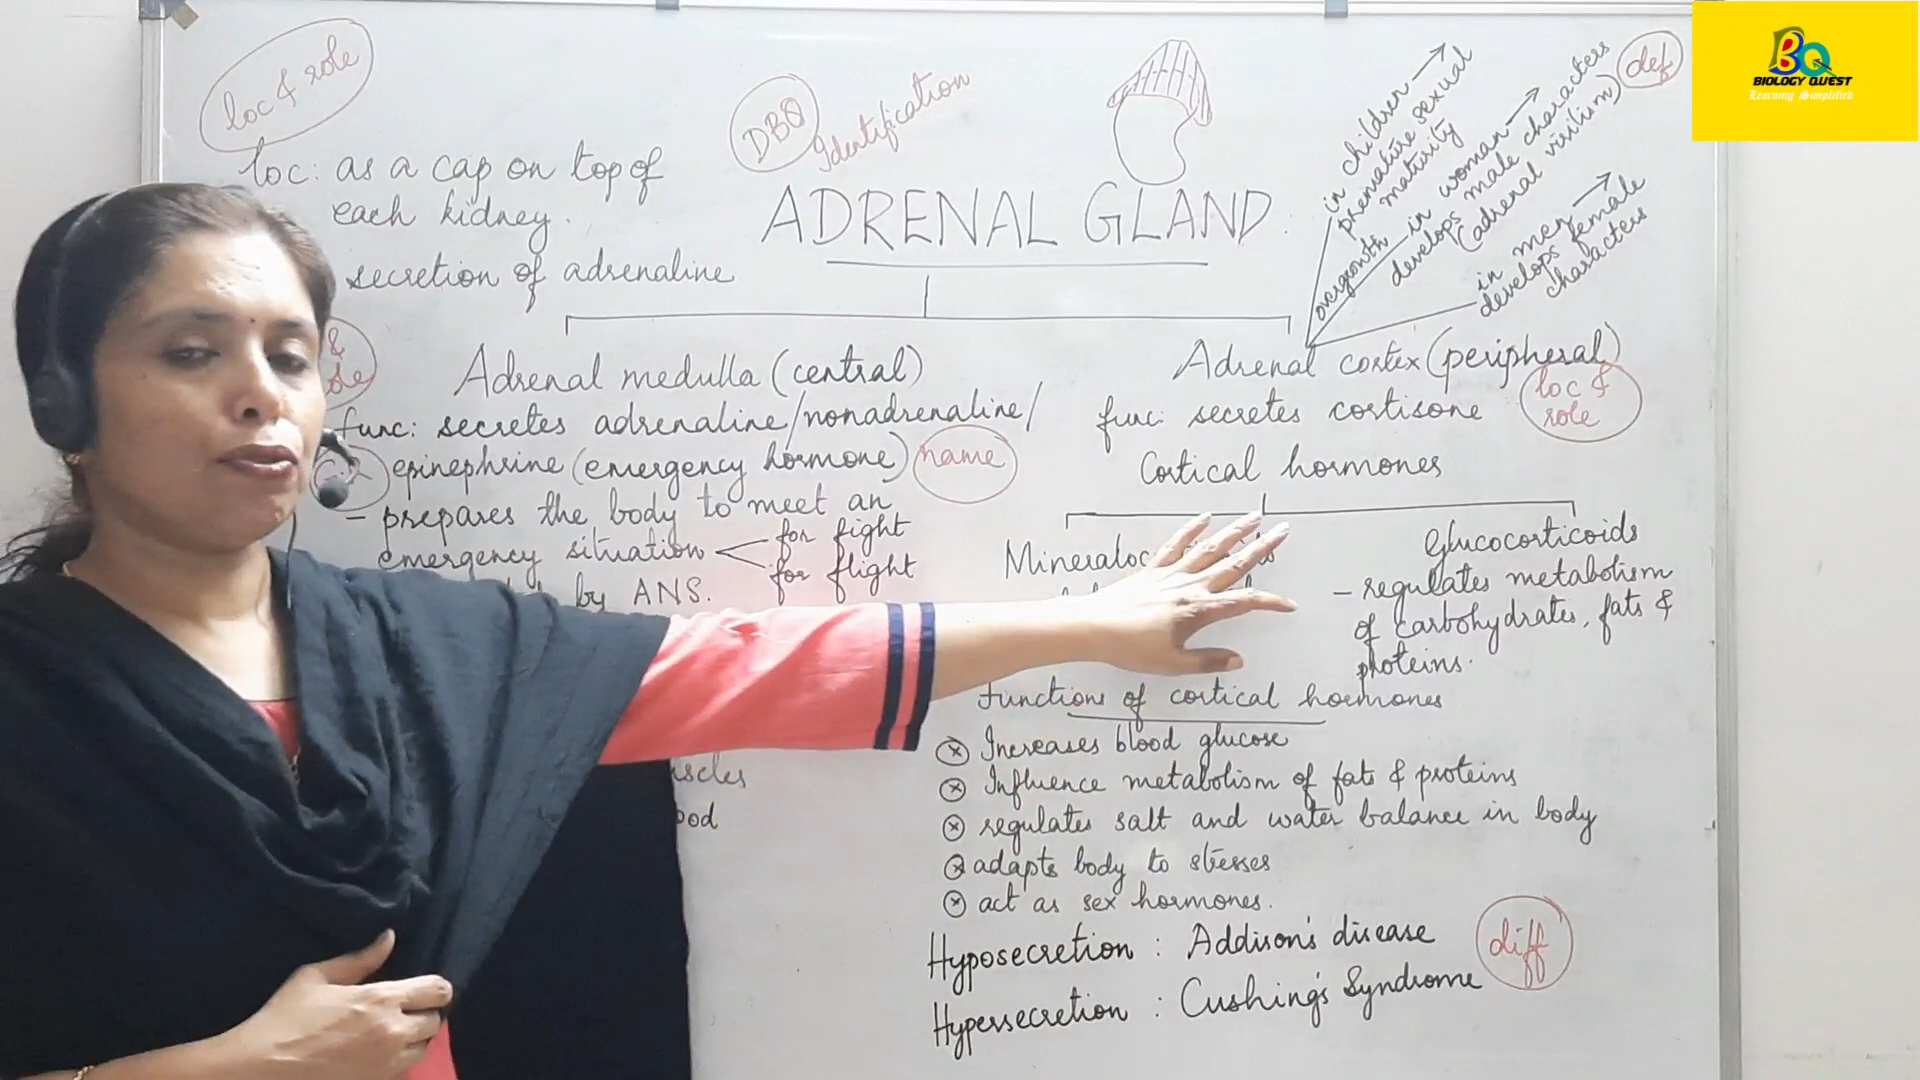 loc & role
loc: as a cap on top of
each kidney.
secretion of adrenaline
DBQ
Identification
ADRENAL GLAND
in children →
premature sexual
maturity
overgrowth
in woman →
develops male characters
(adrenal virilism)
def
in men →
develops female
characters
BQ
BIOLOGY QUEST
Learning Simplified
Adrenal medulla (central)
func: secretes adrenaline/nonadrenaline/
epinephrine (emergency hormone)
name
- prepares the body to meet an
emergency situation
for fight
for flight
by ANS.
Adrenal cortex (peripheral)
func: secretes cortisone
loc &
role
Cortical hormones
Glucocorticoids
- regulates metabolism
of carbohydrates, fats &
proteins.
Functions of cortical hormones
Increases blood glucose
Influence metabolism of fats & proteins
regulates salt and water balance in body
adapts body to stresses
act as sex hormones.
Hyposecretion : Addison's disease
Hypersecretion : Cushing's Syndrome
diff